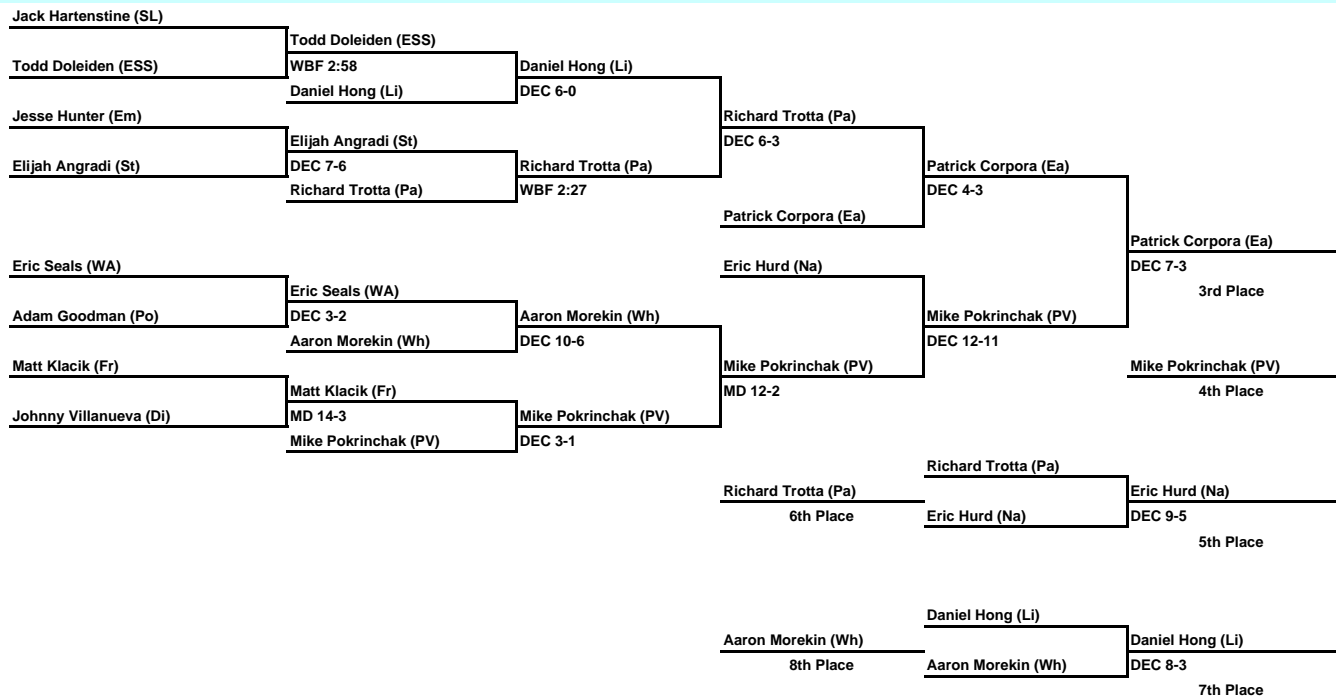 Jack Hartenstine (SL)
Todd Doleiden (ESS)
Todd Doleiden (ESS)
WBF 2:58
Daniel Hong (Li)
Daniel Hong (Li)
DEC 6-0
Jesse Hunter (Em)
Richard Trotta (Pa)
Elijah Angradi (St)
DEC 6-3
Elijah Angradi (St)
DEC 7-6
Richard Trotta (Pa)
Patrick Corpora (Ea)
Richard Trotta (Pa)
WBF 2:27
DEC 4-3
Patrick Corpora (Ea)
Patrick Corpora (Ea)
Eric Seals (WA)
Eric Hurd (Na)
DEC 7-3
Eric Seals (WA)
3rd Place
Adam Goodman (Po)
DEC 3-2
Aaron Morekin (Wh)
Mike Pokrinchak (PV)
Aaron Morekin (Wh)
DEC 10-6
DEC 12-11
Matt Klacik (Fr)
Mike Pokrinchak (PV)
Mike Pokrinchak (PV)
Matt Klacik (Fr)
MD 12-2
4th Place
Johnny Villanueva (Di)
MD 14-3
Mike Pokrinchak (PV)
Mike Pokrinchak (PV)
DEC 3-1
Richard Trotta (Pa)
Richard Trotta (Pa)
Eric Hurd (Na)
6th Place
Eric Hurd (Na)
DEC 9-5
5th Place
Daniel Hong (Li)
Aaron Morekin (Wh)
Daniel Hong (Li)
8th Place
Aaron Morekin (Wh)
DEC 8-3
7th Place